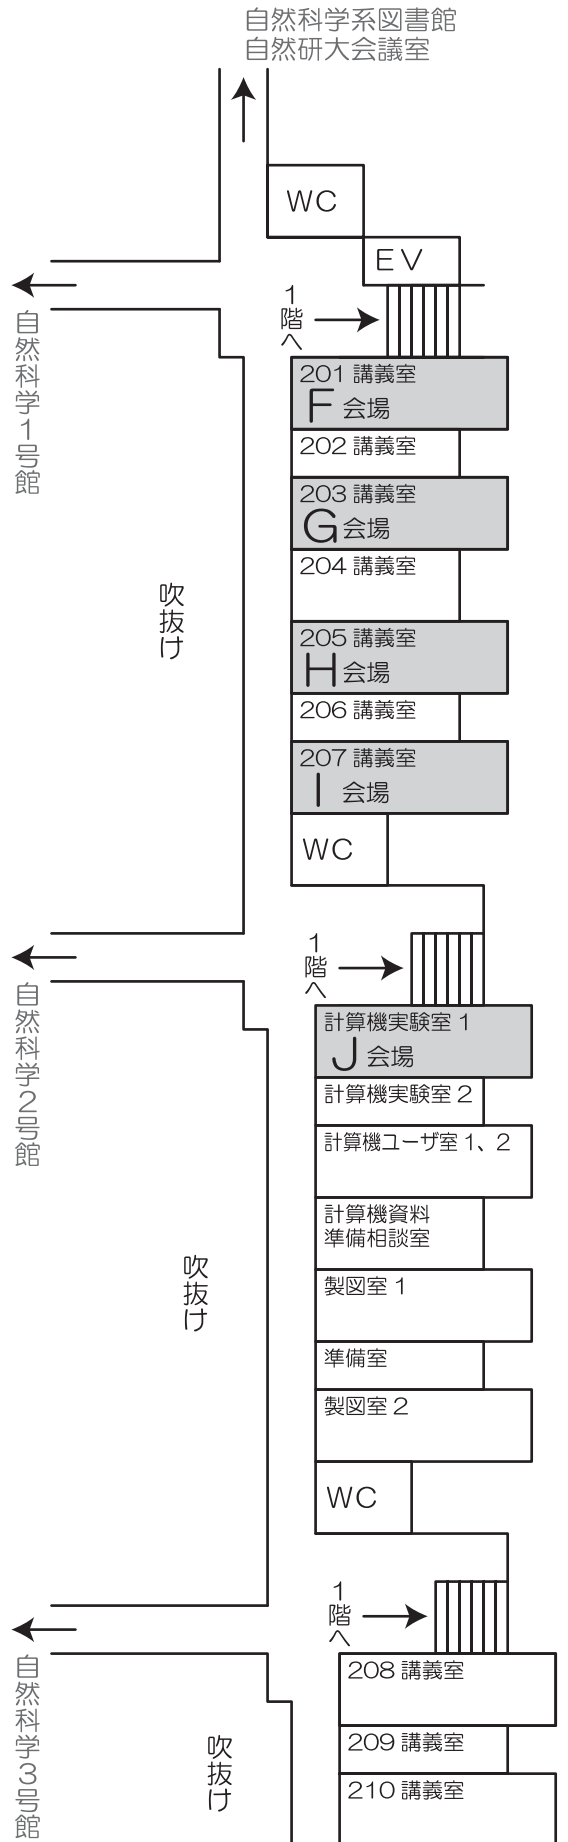 自然科学系図書館
自然研大会議室
WC
EV
1階へ
自然科学1号館
201 講義室
F 会場
202 講義室
203 講義室
G 会場
204 講義室
吹抜け
205 講義室
H 会場
206 講義室
207 講義室
I 会場
WC
1階へ
自然科学2号館
計算機実験室 1
J 会場
計算機実験室 2
計算機ユーザ室 1、2
計算機資料
準備相談室
吹抜け
製図室 1
準備室
製図室 2
WC
1階へ
自然科学3号館
208 講義室
209 講義室
吹抜け
210 講義室